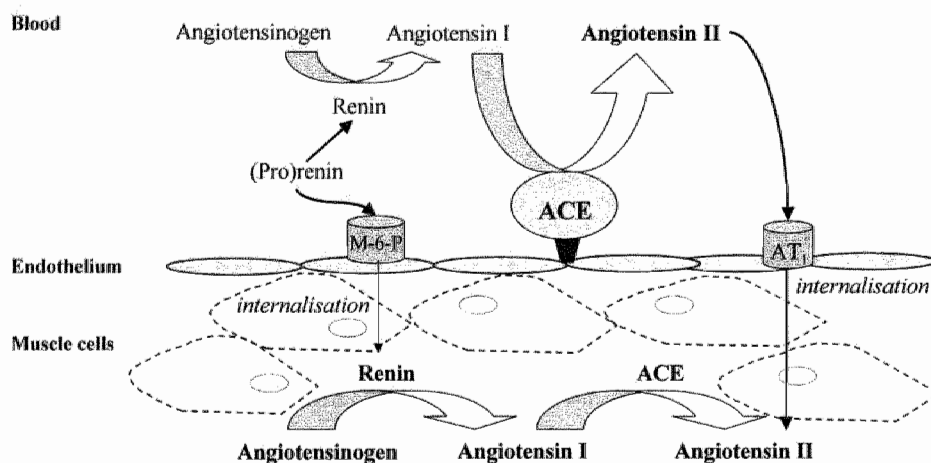 Blood
Angiotensinogen Angiotensin I Angiotensin II
Renin
(Pro)renin
ACE
M-6-P
AT₁
Endothelium
internalisation
internalisation
Muscle cells
Renin ACE
Angiotensinogen Angiotensin I Angiotensin II